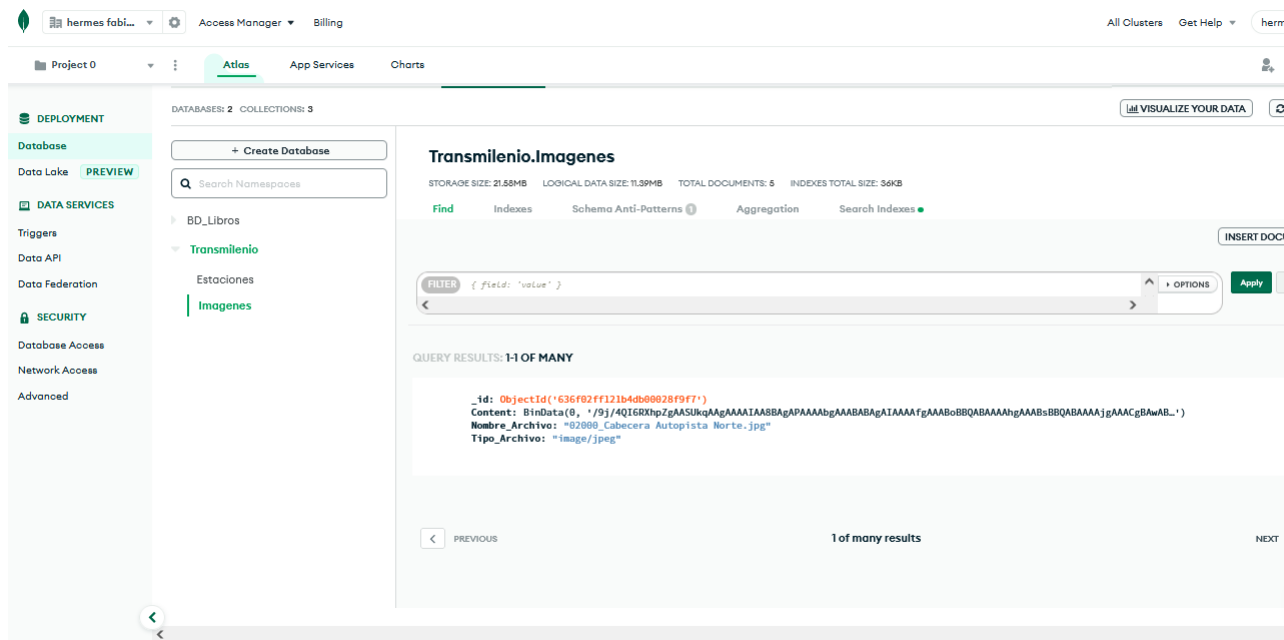 hermes fabi...
Access Manager
Billing
All Clusters
Get Help
herm
Project 0
Atlas
App Services
Charts
DATABASES: 2 COLLECTIONS: 3
VISUALIZE YOUR DATA
DEPLOYMENT
Database
Data Lake PREVIEW
DATA SERVICES
Triggers
Data API
Data Federation
SECURITY
Database Access
Network Access
Advanced
+ Create Database
Search Namespaces
BD_Libros
Transmilenio
Estaciones
Imagenes
Transmilenio.Imagenes
STORAGE SIZE: 21.58MB LOGICAL DATA SIZE: 11.39MB TOTAL DOCUMENTS: 5 INDEXES TOTAL SIZE: 36KB
Find Indexes Schema Anti-Patterns 1 Aggregation Search Indexes
INSERT DOCU
FILTER { field: 'value' } OPTIONS Apply
QUERY RESULTS: 1-1 OF MANY
_id: ObjectId('636f02ff121b4db00028f9f7')
Content: BinData(0, '/9j/4QI6RXhpZgAASUkqAAgAAAAIAA8BAgAPAAAAbgAAABABAgAIAAAAfgAAABoBBQABAAAAhgAAABsBBQABAAAAjgAAACgBAwAB…')
Nombre_Archivo: "02000_Cabecera Autopista Norte.jpg"
Tipo_Archivo: "image/jpeg"
PREVIOUS
1 of many results
NEXT